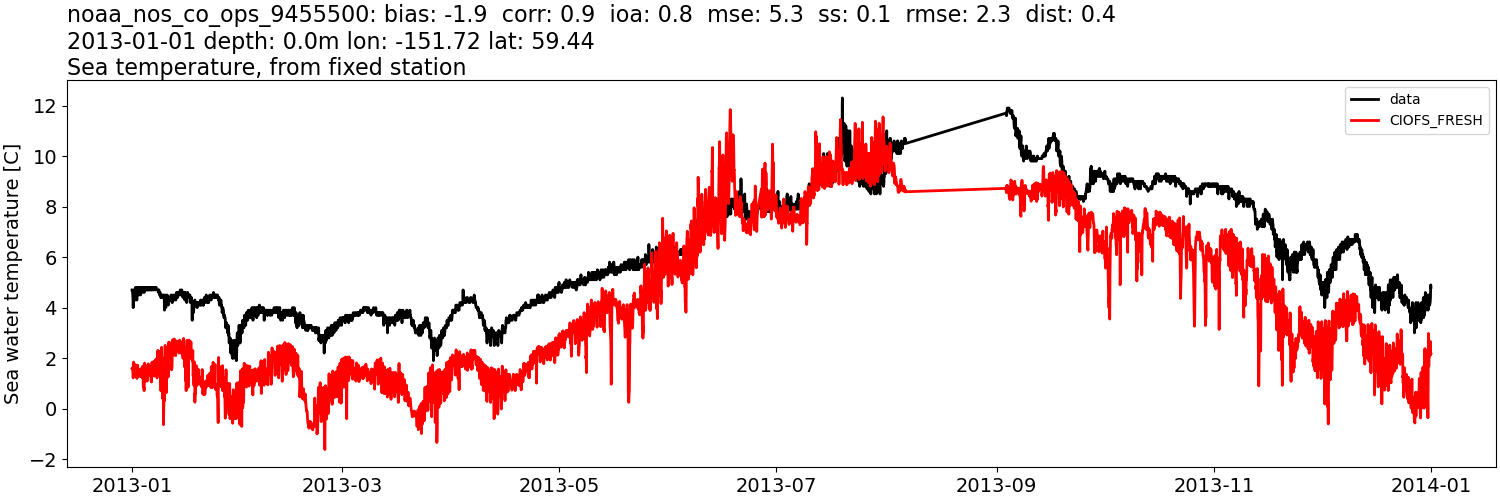 noaa_nos_co_ops_9455500: bias: -1.9  corr: 0.9  ioa: 0.8  mse: 5.3  ss: 0.1  rmse: 2.3  dist: 0.4
2013-01-01 depth: 0.0m lon: -151.72 lat: 59.44
Sea temperature, from fixed station
data
CIOFS_FRESH
Sea water temperature [C]
12
10
8
6
4
2
0
−2
2013-01 2013-03 2013-05 2013-07 2013-09 2013-11 2014-01